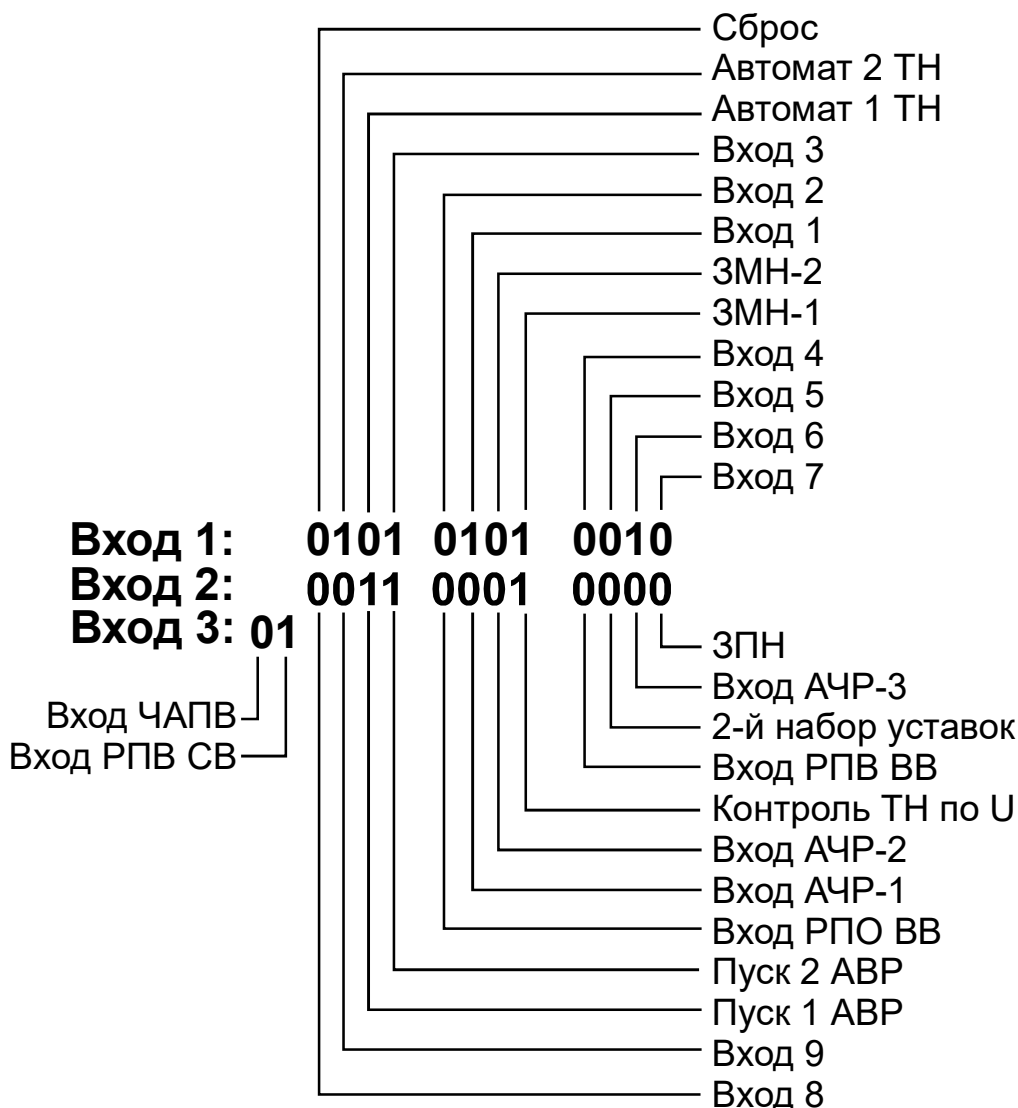 Сброс
Автомат 2 ТН
Автомат 1 ТН
Вход 3
Вход 2
Вход 1
ЗМН-2
ЗМН-1
Вход 4
Вход 5
Вход 6
Вход 7
Вход 1: 0101 0101 0010
Вход 2: 0011 0001 0000
Вход 3: 01
ЗПН
Вход АЧР-3
Вход ЧАПВ
2-й набор уставок
Вход РПВ СВ
Вход РПВ ВВ
Контроль ТН по U
Вход АЧР-2
Вход АЧР-1
Вход РПО ВВ
Пуск 2 АВР
Пуск 1 АВР
Вход 9
Вход 8